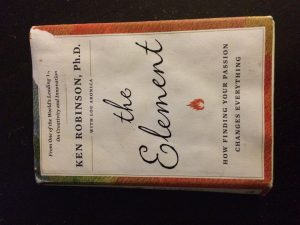 From One of the World's Leading
On Creativity and Innovation
KEN ROBINSON, Ph.D.
WITH LOU ARONICA
the
Element
HOW FINDING YOUR PASSION
CHANGES EVERYTHING